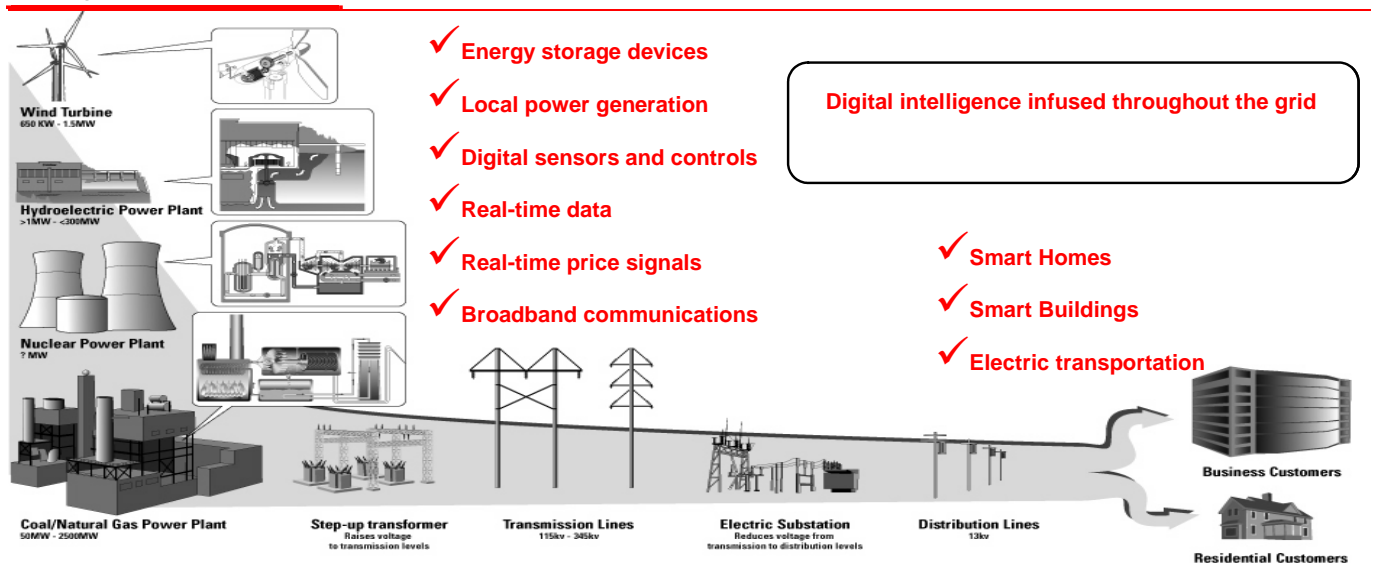 Energy storage devices
Local power generation
Digital sensors and controls
Real-time data
Real-time price signals
Broadband communications
Digital intelligence infused throughout the grid
Smart Homes
Smart Buildings
Electric transportation
Wind Turbine
650 KW - 1.5MW
Hydroelectric Power Plant
>1MW - <300MW
Nuclear Power Plant
? MW
Coal/Natural Gas Power Plant
50MW - 2500MW
Step-up transformer
Raises voltage
to transmission levels
Transmission Lines
115kv - 345kv
Electric Substation
Reduces voltage from
transmission to distribution levels
Distribution Lines
13kv
Business Customers
Residential Customers